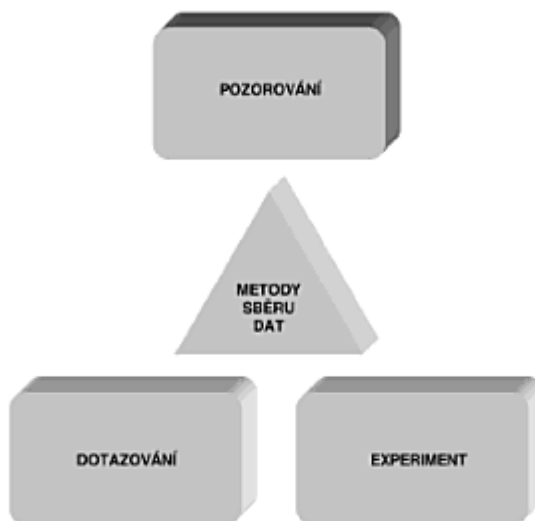 POZOROVÁNÍ
METODY
SBĚRU
DAT
DOTAZOVÁNÍ
EXPERIMENT